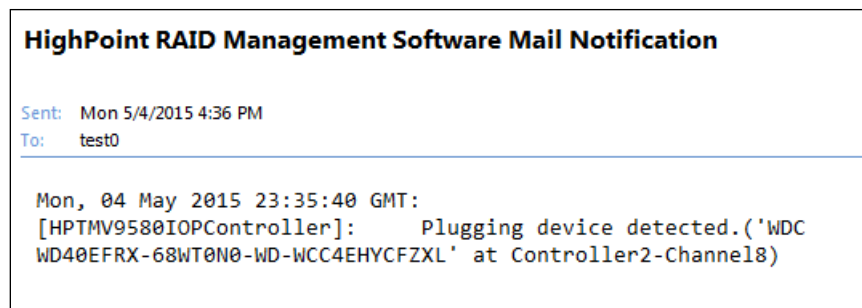 HighPoint RAID Management Software Mail Notification
Sent: Mon 5/4/2015 4:36 PM
To: test0
Mon, 04 May 2015 23:35:40 GMT:
[HPTMV9580IOPController]: Plugging device detected.('WDC
WD40EFRX-68WT0N0-WD-WCC4EHYCFZXL' at Controller2-Channel8)